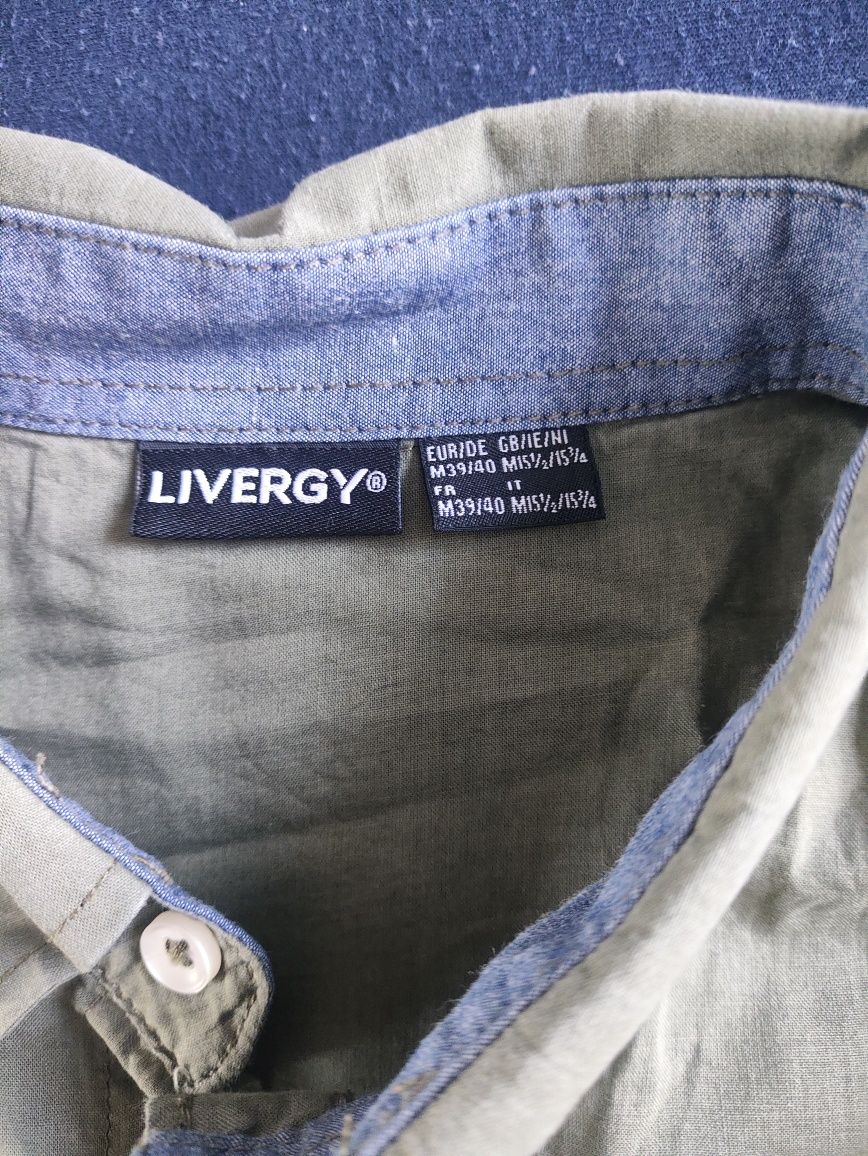 LIVERGY®
EUR/DE GB/IE/NI
M39/40 M15½/15¾
FR IT
M39/40 M15½/15¾